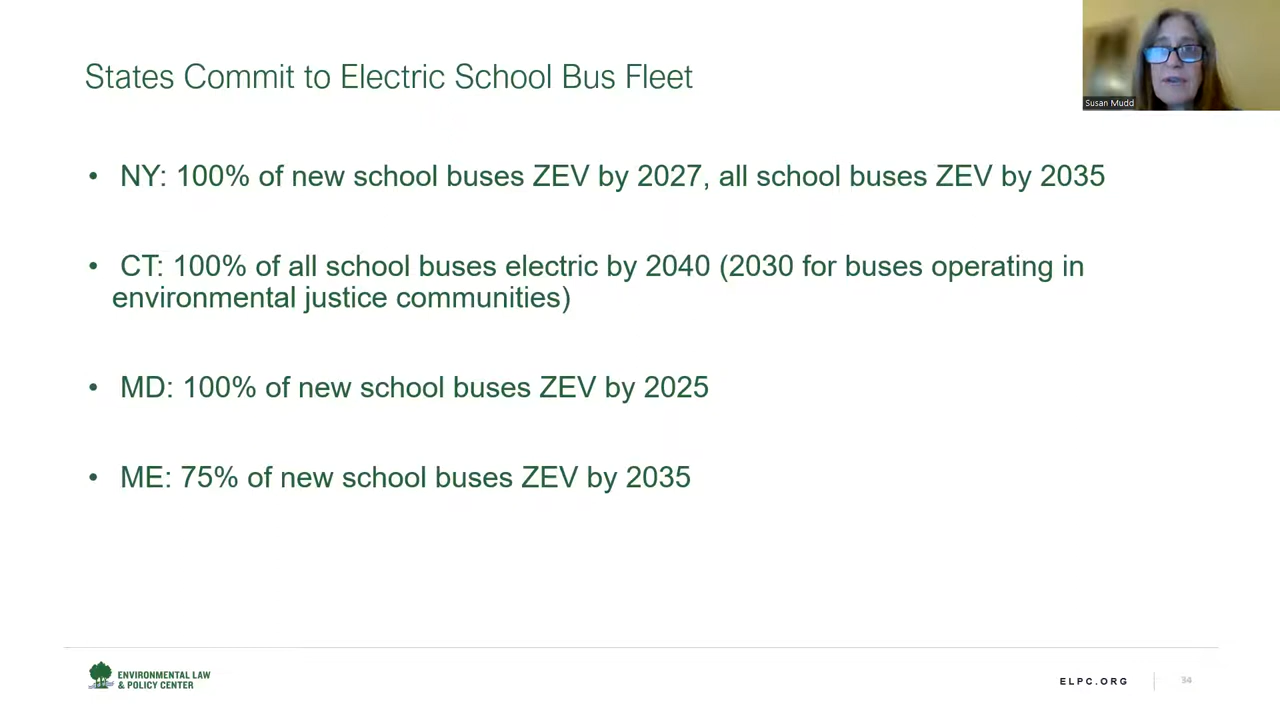 States Commit to Electric School Bus Fleet
Susan Mudd
• NY: 100% of new school buses ZEV by 2027, all school buses ZEV by 2035
• CT: 100% of all school buses electric by 2040 (2030 for buses operating in
environmental justice communities)
• MD: 100% of new school buses ZEV by 2025
• ME: 75% of new school buses ZEV by 2035
ENVIRONMENTAL LAW
& POLICY CENTER
ELPC.ORG
34